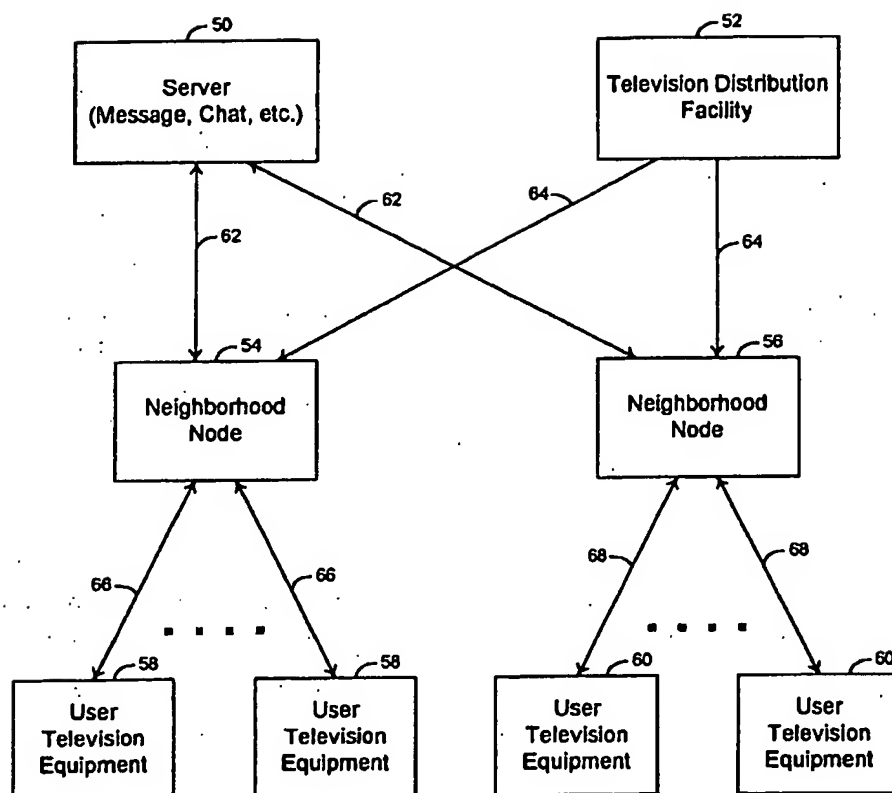 50
52
Server
(Message, Chat, etc.)
Television Distribution
Facility
62
62
64
64
54
56
Neighborhood
Node
Neighborhood
Node
66
66
68
68
58
58
60
60
User
Television
Equipment
User
Television
Equipment
User
Television
Equipment
User
Television
Equipment